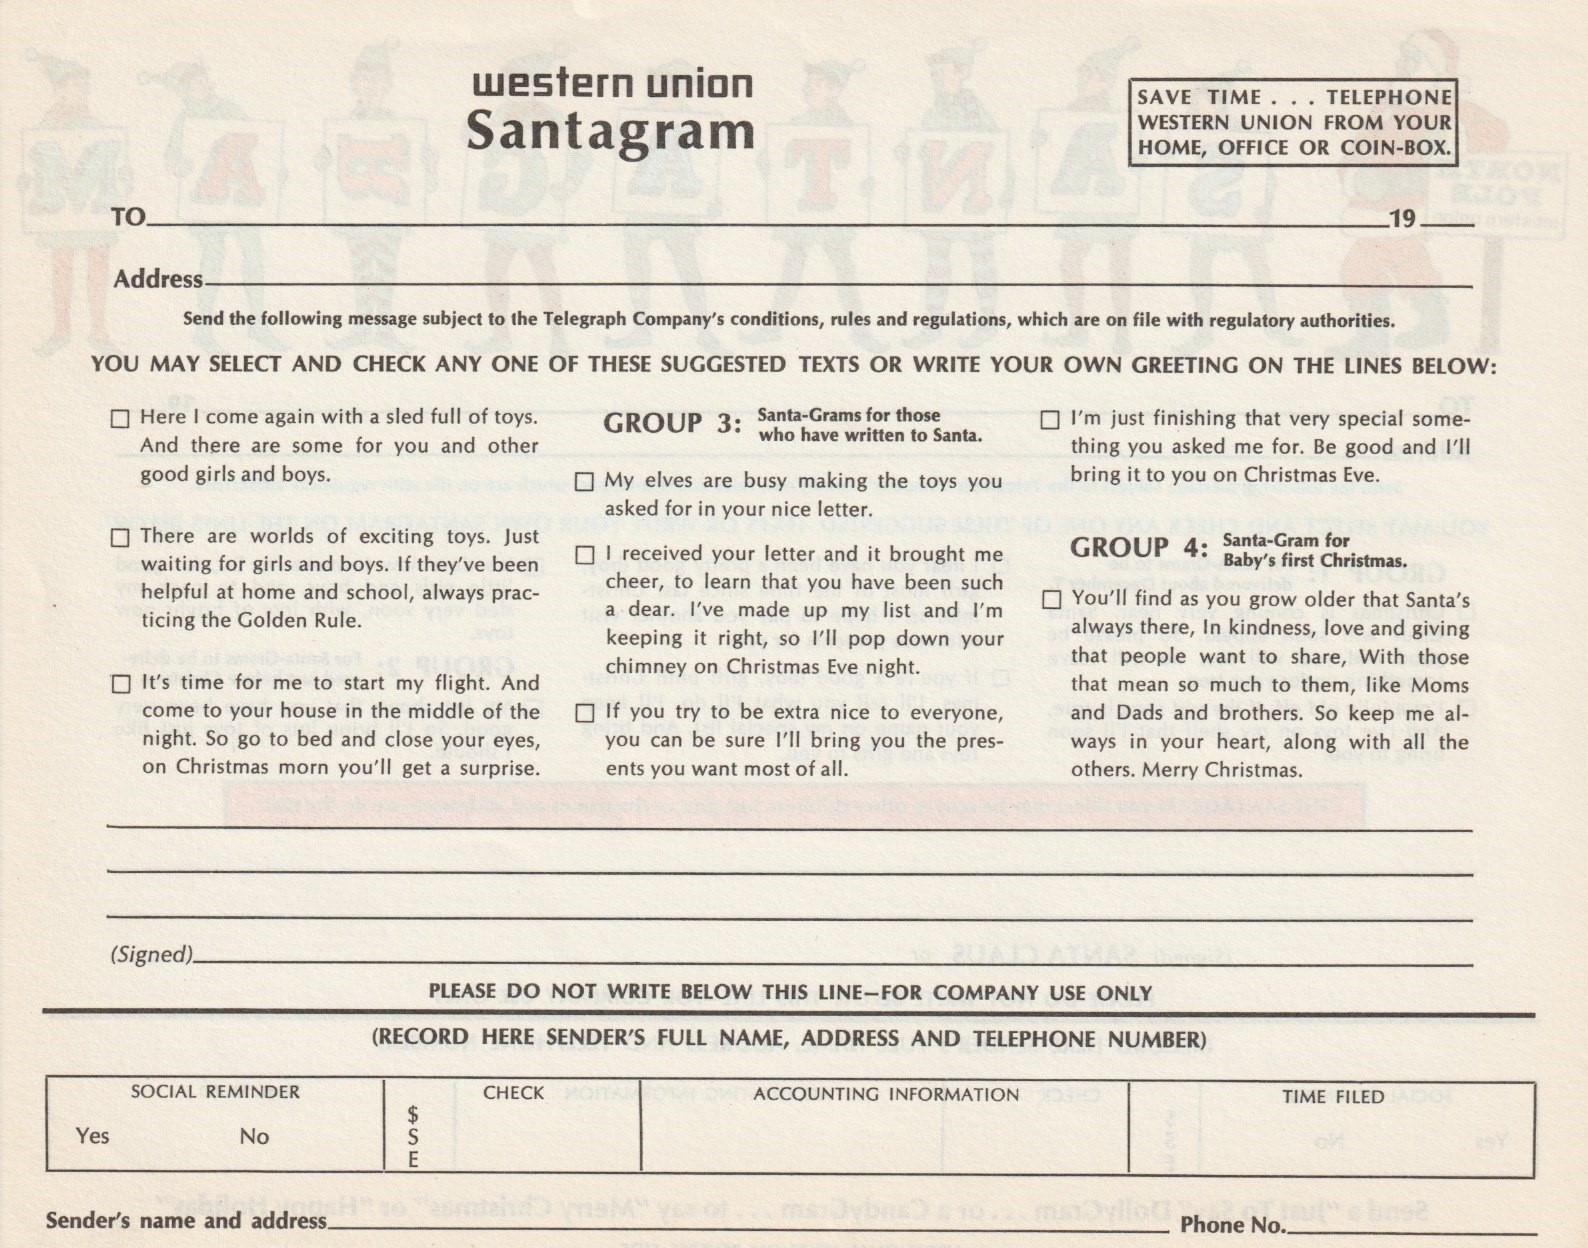 western union
Santagram
SAVE TIME . . . TELEPHONE
WESTERN UNION FROM YOUR
HOME, OFFICE OR COIN-BOX.
TO 19
Address
Send the following message subject to the Telegraph Company's conditions, rules and regulations, which are on file with regulatory authorities.
YOU MAY SELECT AND CHECK ANY ONE OF THESE SUGGESTED TEXTS OR WRITE YOUR OWN GREETING ON THE LINES BELOW:
Here I come again with a sled full of toys.
And there are some for you and other
good girls and boys.
There are worlds of exciting toys. Just
waiting for girls and boys. If they've been
helpful at home and school, always prac-
ticing the Golden Rule.
It's time for me to start my flight. And
come to your house in the middle of the
night. So go to bed and close your eyes,
on Christmas morn you'll get a surprise.
GROUP 3: Santa-Grams for those
who have written to Santa.
My elves are busy making the toys you
asked for in your nice letter.
I received your letter and it brought me
cheer, to learn that you have been such
a dear. I've made up my list and I'm
keeping it right, so I'll pop down your
chimney on Christmas Eve night.
If you try to be extra nice to everyone,
you can be sure I'll bring you the pres-
ents you want most of all.
I'm just finishing that very special some-
thing you asked me for. Be good and I'll
bring it to you on Christmas Eve.
GROUP 4: Santa-Gram for
Baby's first Christmas.
You'll find as you grow older that Santa's
always there, In kindness, love and giving
that people want to share, With those
that mean so much to them, like Moms
and Dads and brothers. So keep me al-
ways in your heart, along with all the
others. Merry Christmas.
(Signed)
PLEASE DO NOT WRITE BELOW THIS LINE—FOR COMPANY USE ONLY
(RECORD HERE SENDER'S FULL NAME, ADDRESS AND TELEPHONE NUMBER)
SOCIAL REMINDER
Yes No
$
S
E
CHECK
ACCOUNTING INFORMATION
TIME FILED
Sender's name and address Phone No.